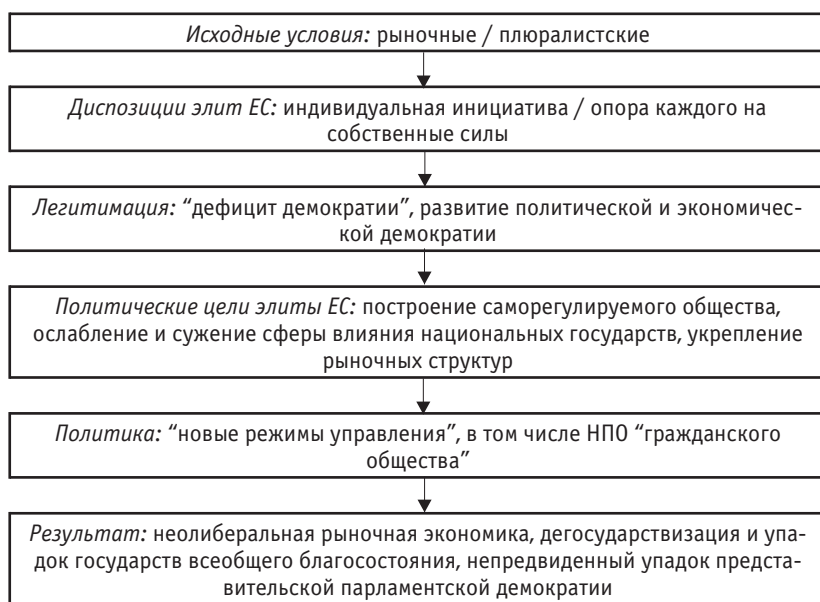 Исходные условия: рыночные / плюралистские
Диспозиции элит ЕС: индивидуальная инициатива / опора каждого на
собственные силы
Легитимация: “дефицит демократии”, развитие политической и экономичес-
кой демократии
Политические цели элиты ЕС: построение саморегулируемого общества,
ослабление и сужение сферы влияния национальных государств, укрепление
рыночных структур
Политика: “новые режимы управления”, в том числе НПО “гражданского
общества”
Результат: неолиберальная рыночная экономика, дегосударствизация и упа-
док государств всеобщего благосостояния, непредвиденный упадок предста-
вительской парламентской демократии